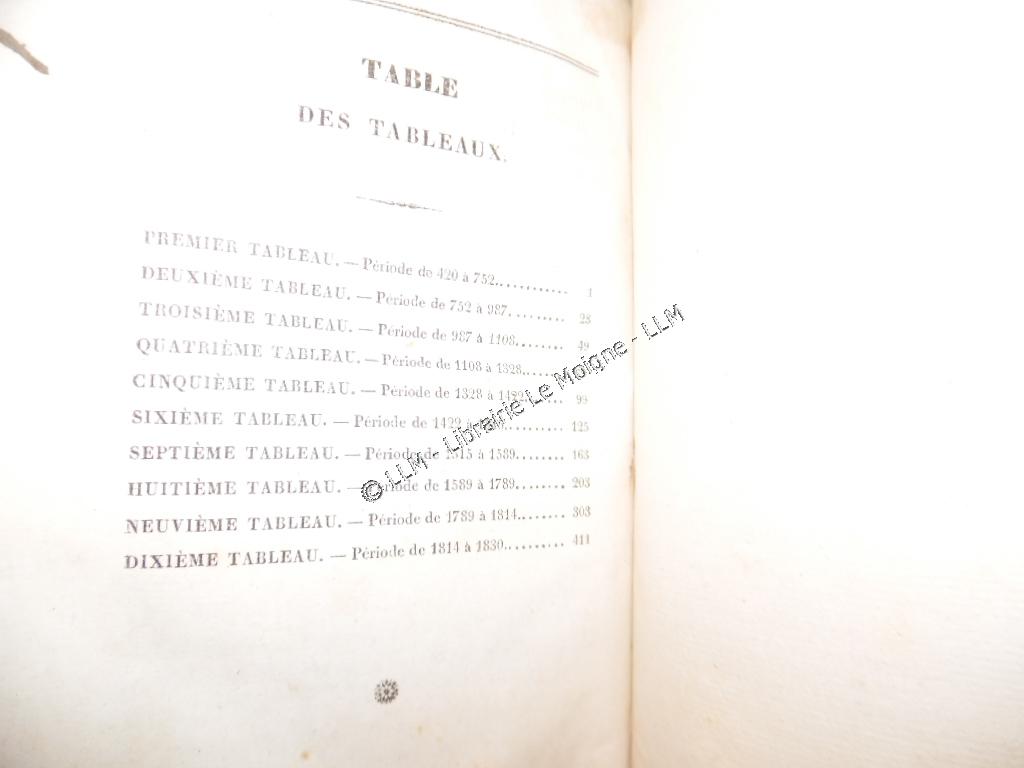 TABLE
DES TABLEAUX.
PREMIER TABLEAU. — Période de 420 à 752............ 1
DEUXIÈME TABLEAU. — Période de 752 à 987......... 28
TROISIÈME TABLEAU. — Période de 987 à 1108........ 49
QUATRIÈME TABLEAU. — Période de 1108 à 1328..
CINQUIÈME TABLEAU. — Période de 1328 à 1422. 99
SIXIÈME TABLEAU. — Période de 1422 à .......... 125
SEPTIÈME TABLEAU. — Période de 1515 à 1589........ 163
HUITIÈME TABLEAU. — Période de 1589 à 1789........ 203
NEUVIÈME TABLEAU. — Période de 1789 à 1814........ 303
DIXIÈME TABLEAU. — Période de 1814 à 1830.......... 411
© LLM - Librairie Le Moigne - LLM